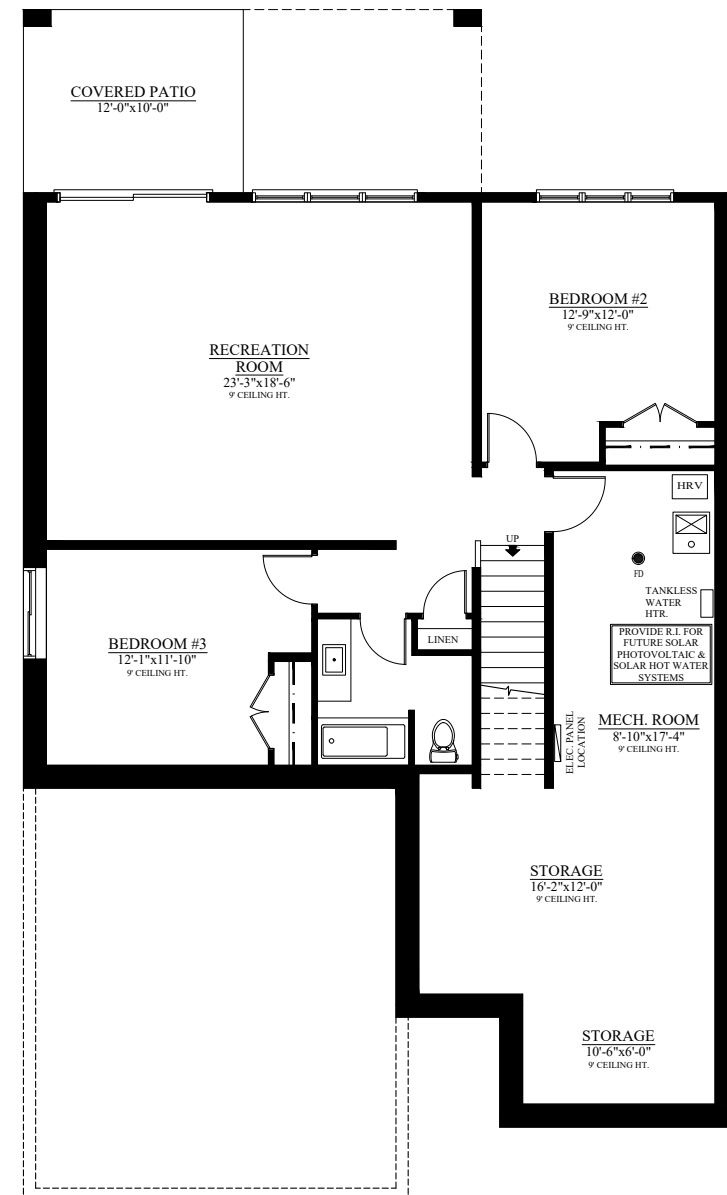 COVERED PATIO
12'-0"x10'-0"
BEDROOM #2
12'-9"x12'-0"
9' CEILING HT.
RECREATION
ROOM
23'-3"x18'-6"
9' CEILING HT.
HRV
UP
FD
TANKLESS
WATER
HTR.
PROVIDE R.I. FOR
FUTURE SOLAR
PHOTOVOLTAIC &
SOLAR HOT WATER
SYSTEMS
LINEN
BEDROOM #3
12'-1"x11'-10"
9' CEILING HT.
ELEC. PANEL
LOCATION
MECH. ROOM
8'-10"x17'-4"
9' CEILING HT.
STORAGE
16'-2"x12'-0"
9' CEILING HT.
STORAGE
10'-6"x6'-0"
9' CEILING HT.